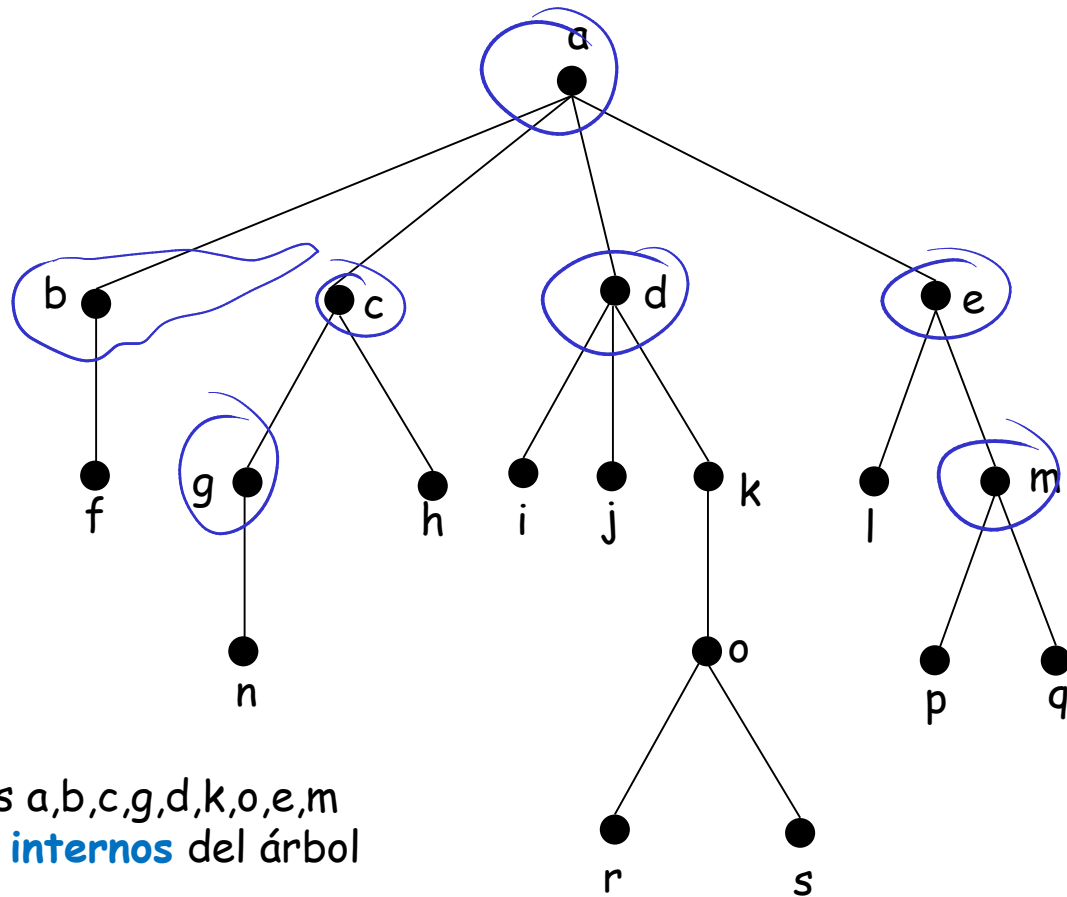 a
b c d e
g h i j k l m
f
n o p q
s a,b,c,g,d,k,o,e,m
internos del árbol
r s